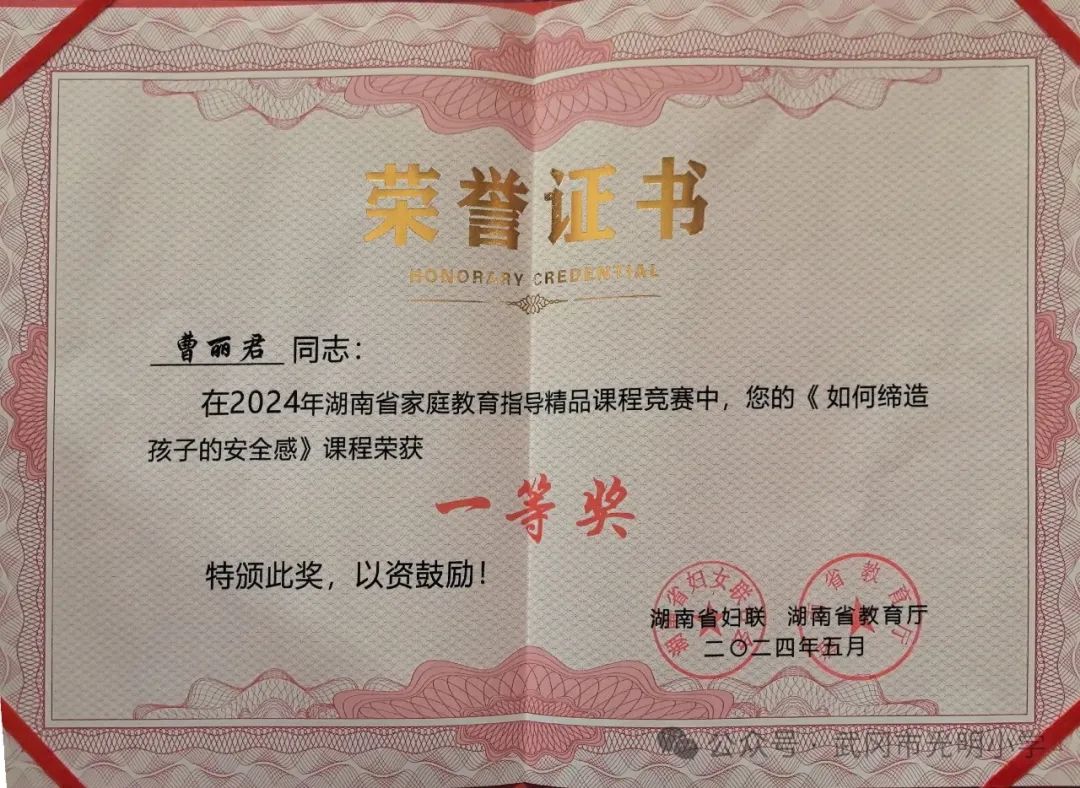 荣誉证书
HONORARY CREDENTIAL
曹丽君 同志：
在2024年湖南省家庭教育指导精品课程竞赛中，您的《如何缔造
孩子的安全感》课程荣获
一等奖
特颁此奖，以资鼓励！
湖南省妇联 湖南省教育厅
二〇二四年五月
公众号·武冈市光明小学